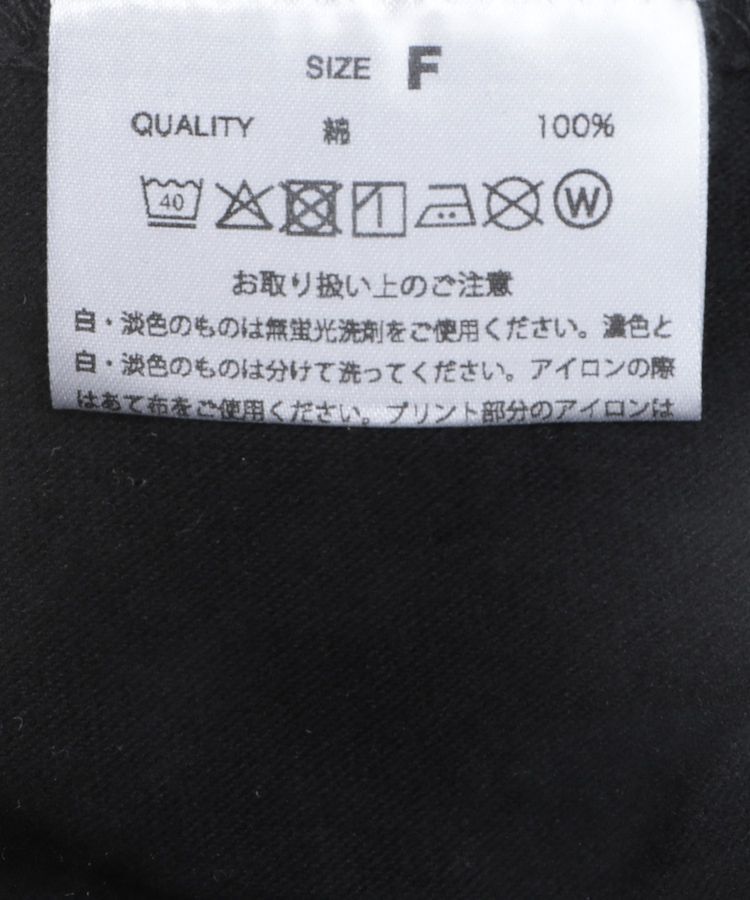 SIZE F
QUALITY 綿 100%
40 W
お取り扱い上のご注意
白・淡色のものは無蛍光洗剤をご使用ください。濃色と
白・淡色のものは分けて洗ってください。アイロンの際
はあて布をご使用ください。プリント部分のアイロンは